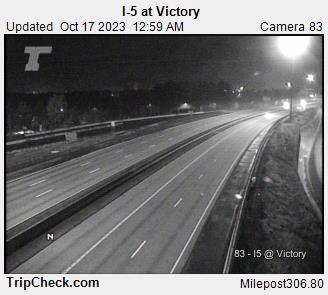 I-5 at Victory
Updated Oct 17 2023 12:59 AM Camera 83
T
N
83 - I5 @ Victory
TripCheck.com Milepost306.80